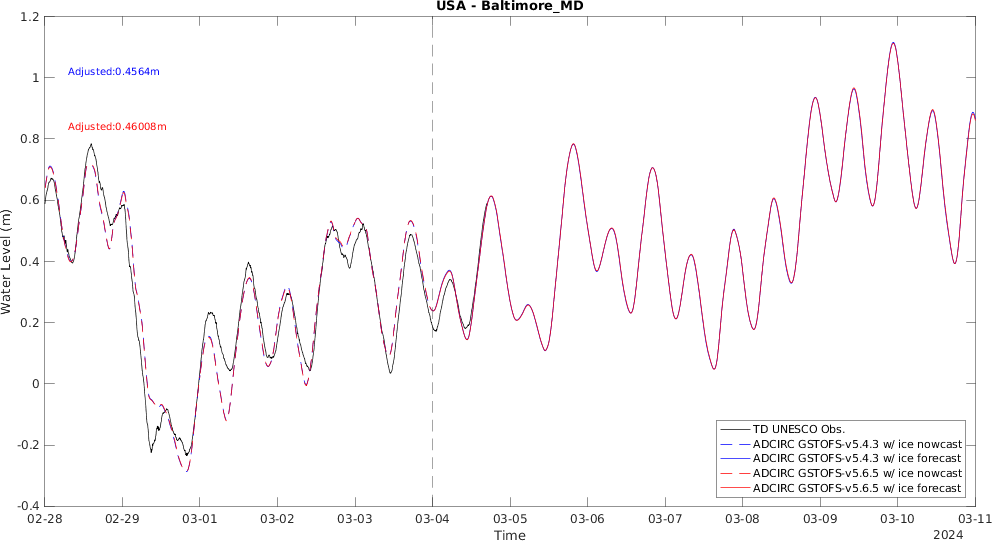 USA - Baltimore_MD
1.2
1
0.8
0.6
0.4
0.2
0
-0.2
-0.4
Water Level (m)
Adjusted:0.4564m
Adjusted:0.46008m
TD UNESCO Obs.
ADCIRC GSTOFS-v5.4.3 w/ ice nowcast
ADCIRC GSTOFS-v5.4.3 w/ ice forecast
ADCIRC GSTOFS-v5.6.5 w/ ice nowcast
ADCIRC GSTOFS-v5.6.5 w/ ice forecast
02-28 02-29 03-01 03-02 03-03 03-04 03-05 03-06 03-07 03-08 03-09 03-10 03-11
Time
2024